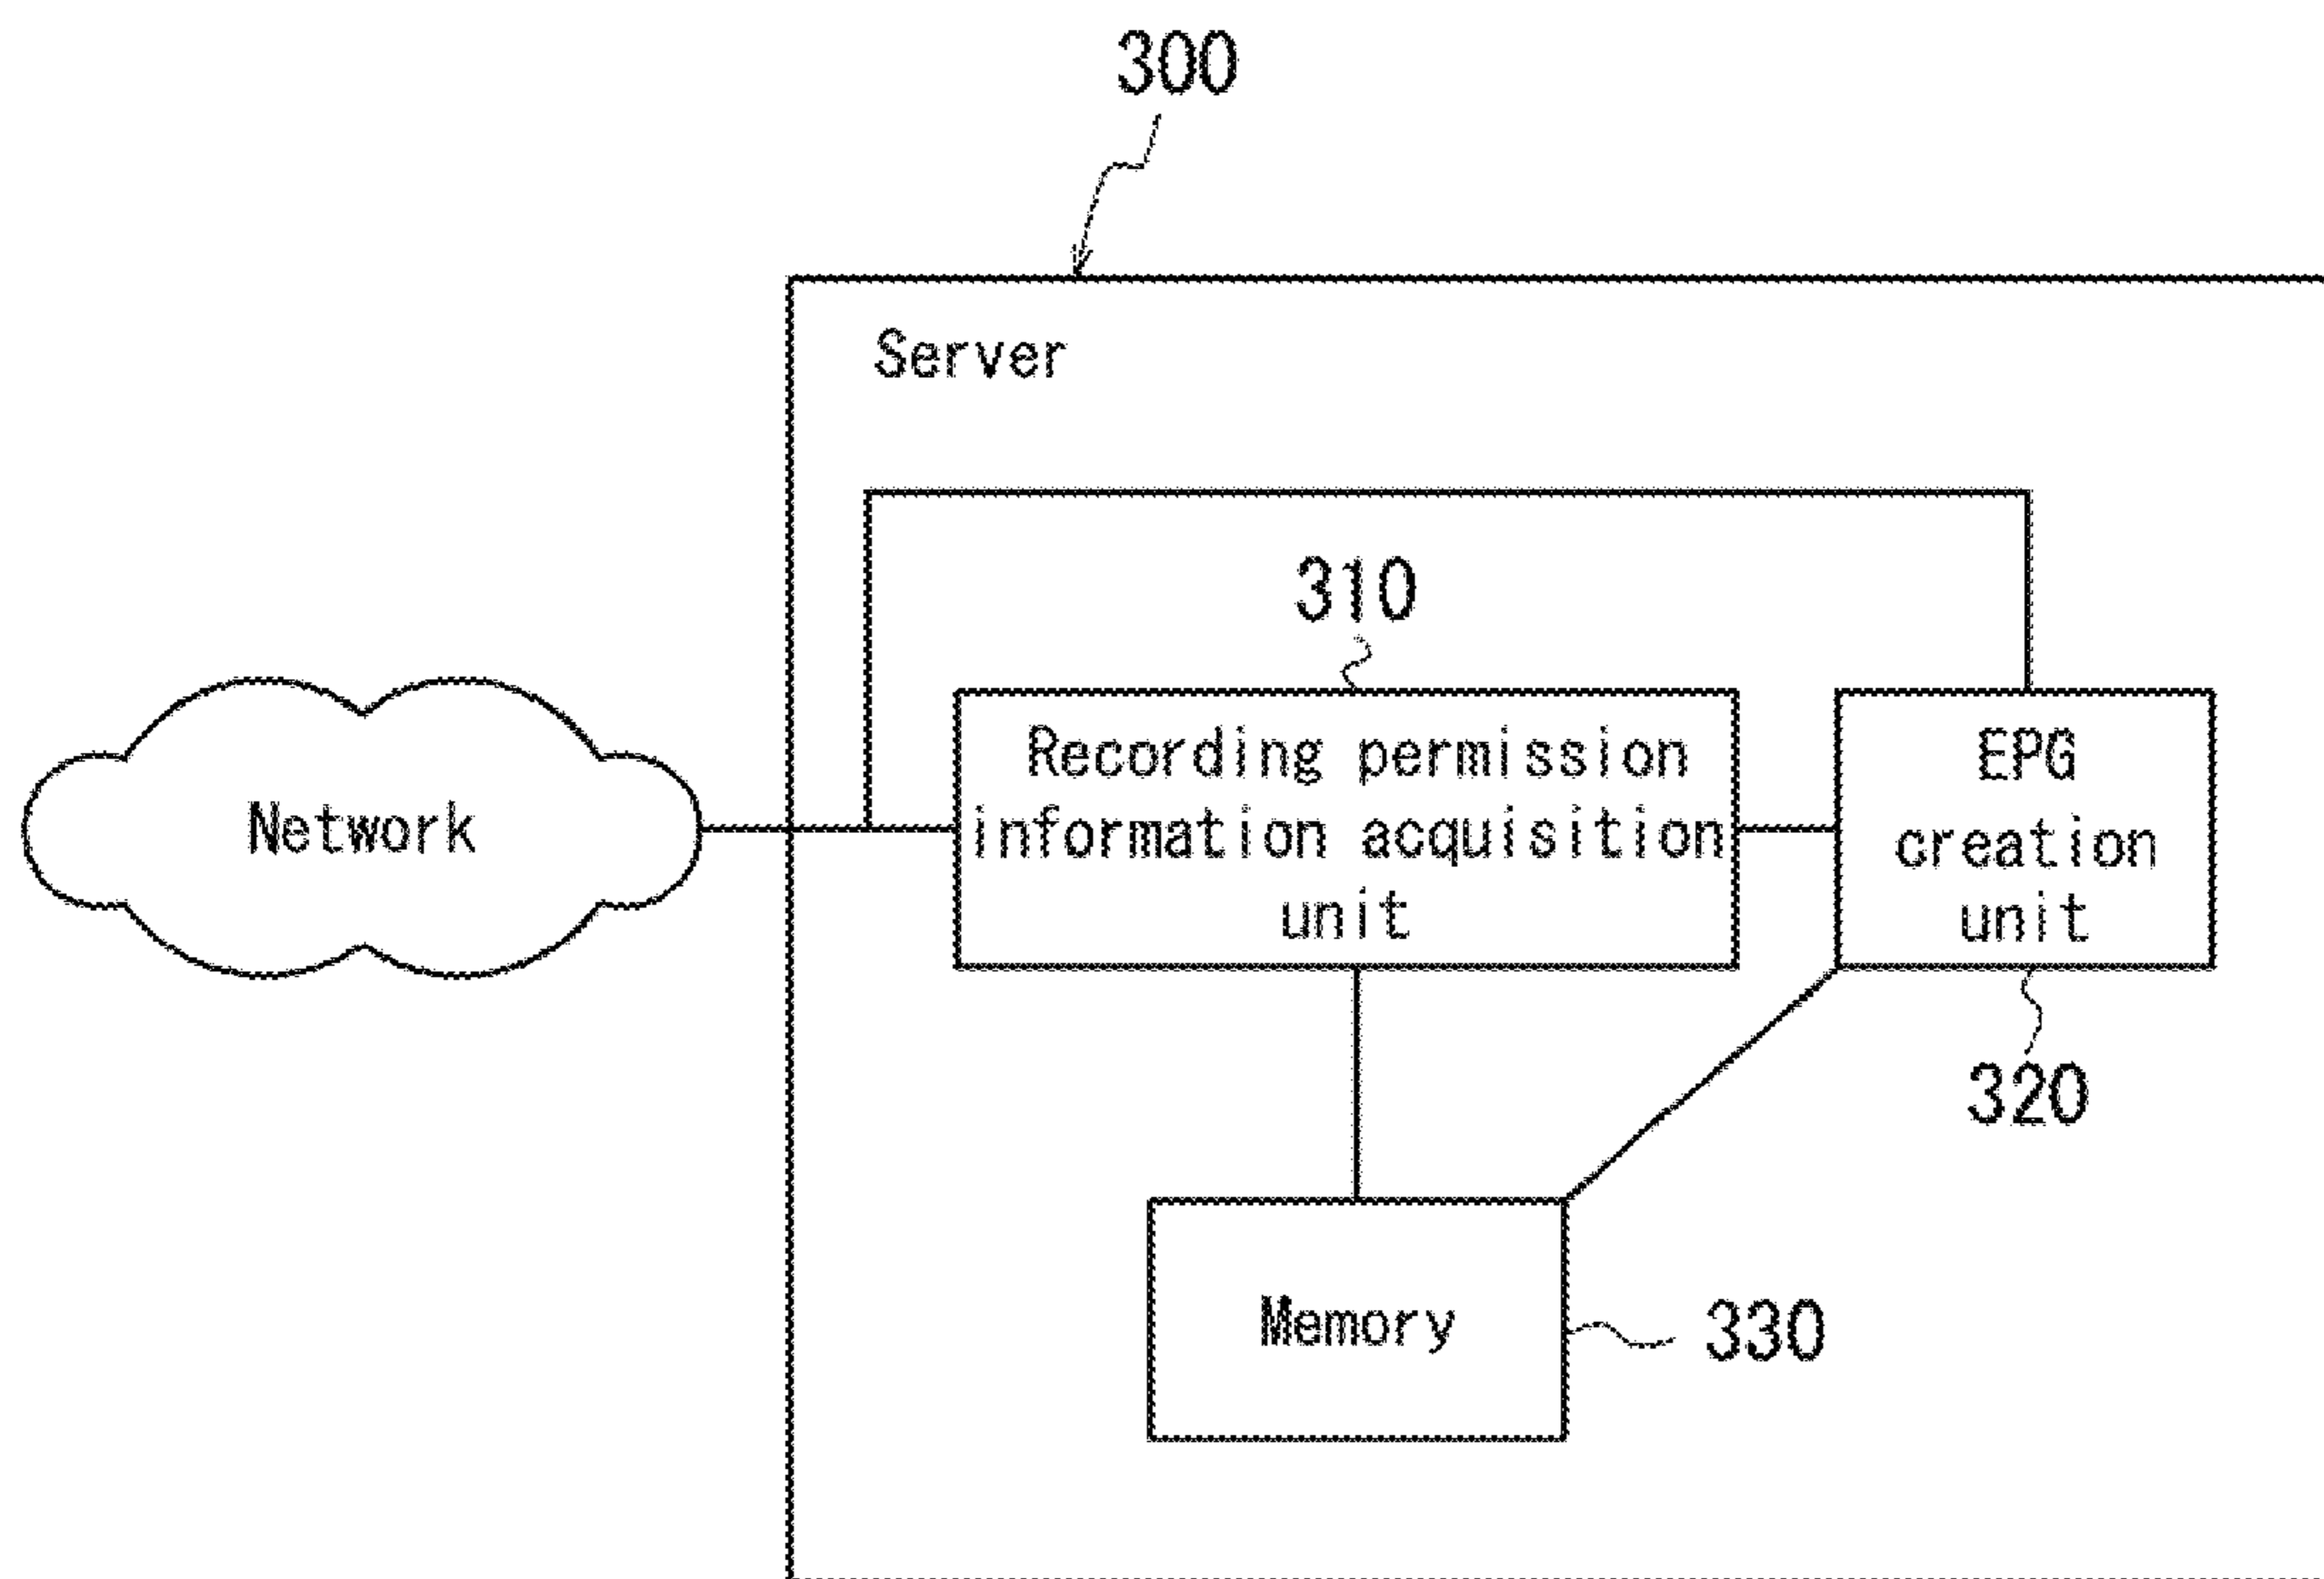 300
Server
310
Recording permission
information acquisition
unit
EPG
creation
unit
Network
320
Memory
330